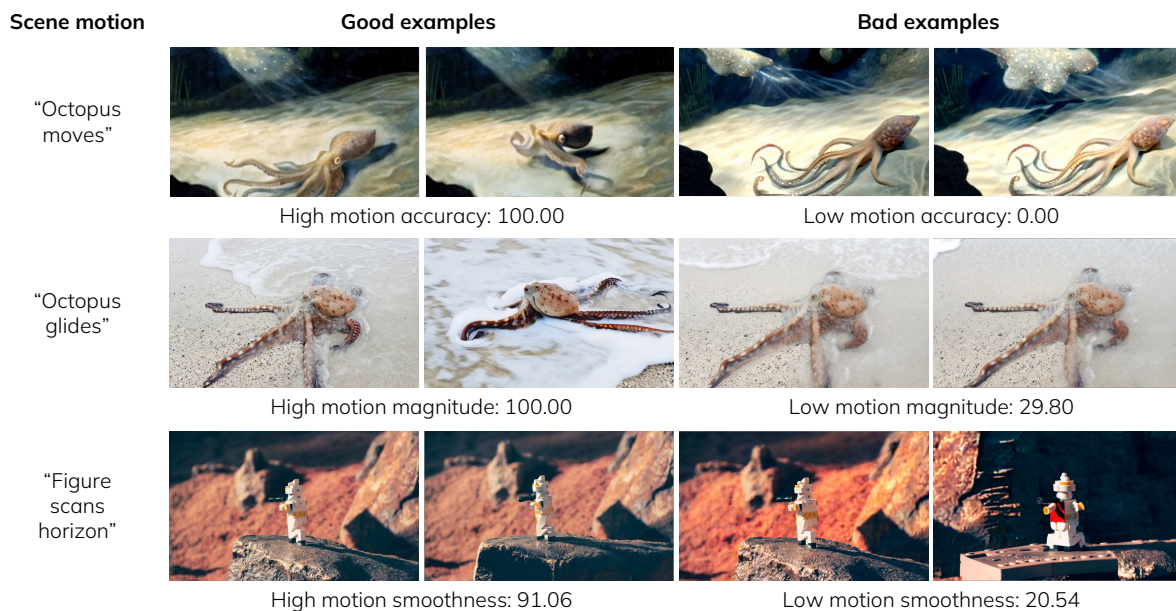 Scene motion
Good examples
Bad examples
“Octopus
moves”
High motion accuracy: 100.00
Low motion accuracy: 0.00
“Octopus
glides”
High motion magnitude: 100.00
Low motion magnitude: 29.80
“Figure
scans
horizon”
High motion smoothness: 91.06
Low motion smoothness: 20.54